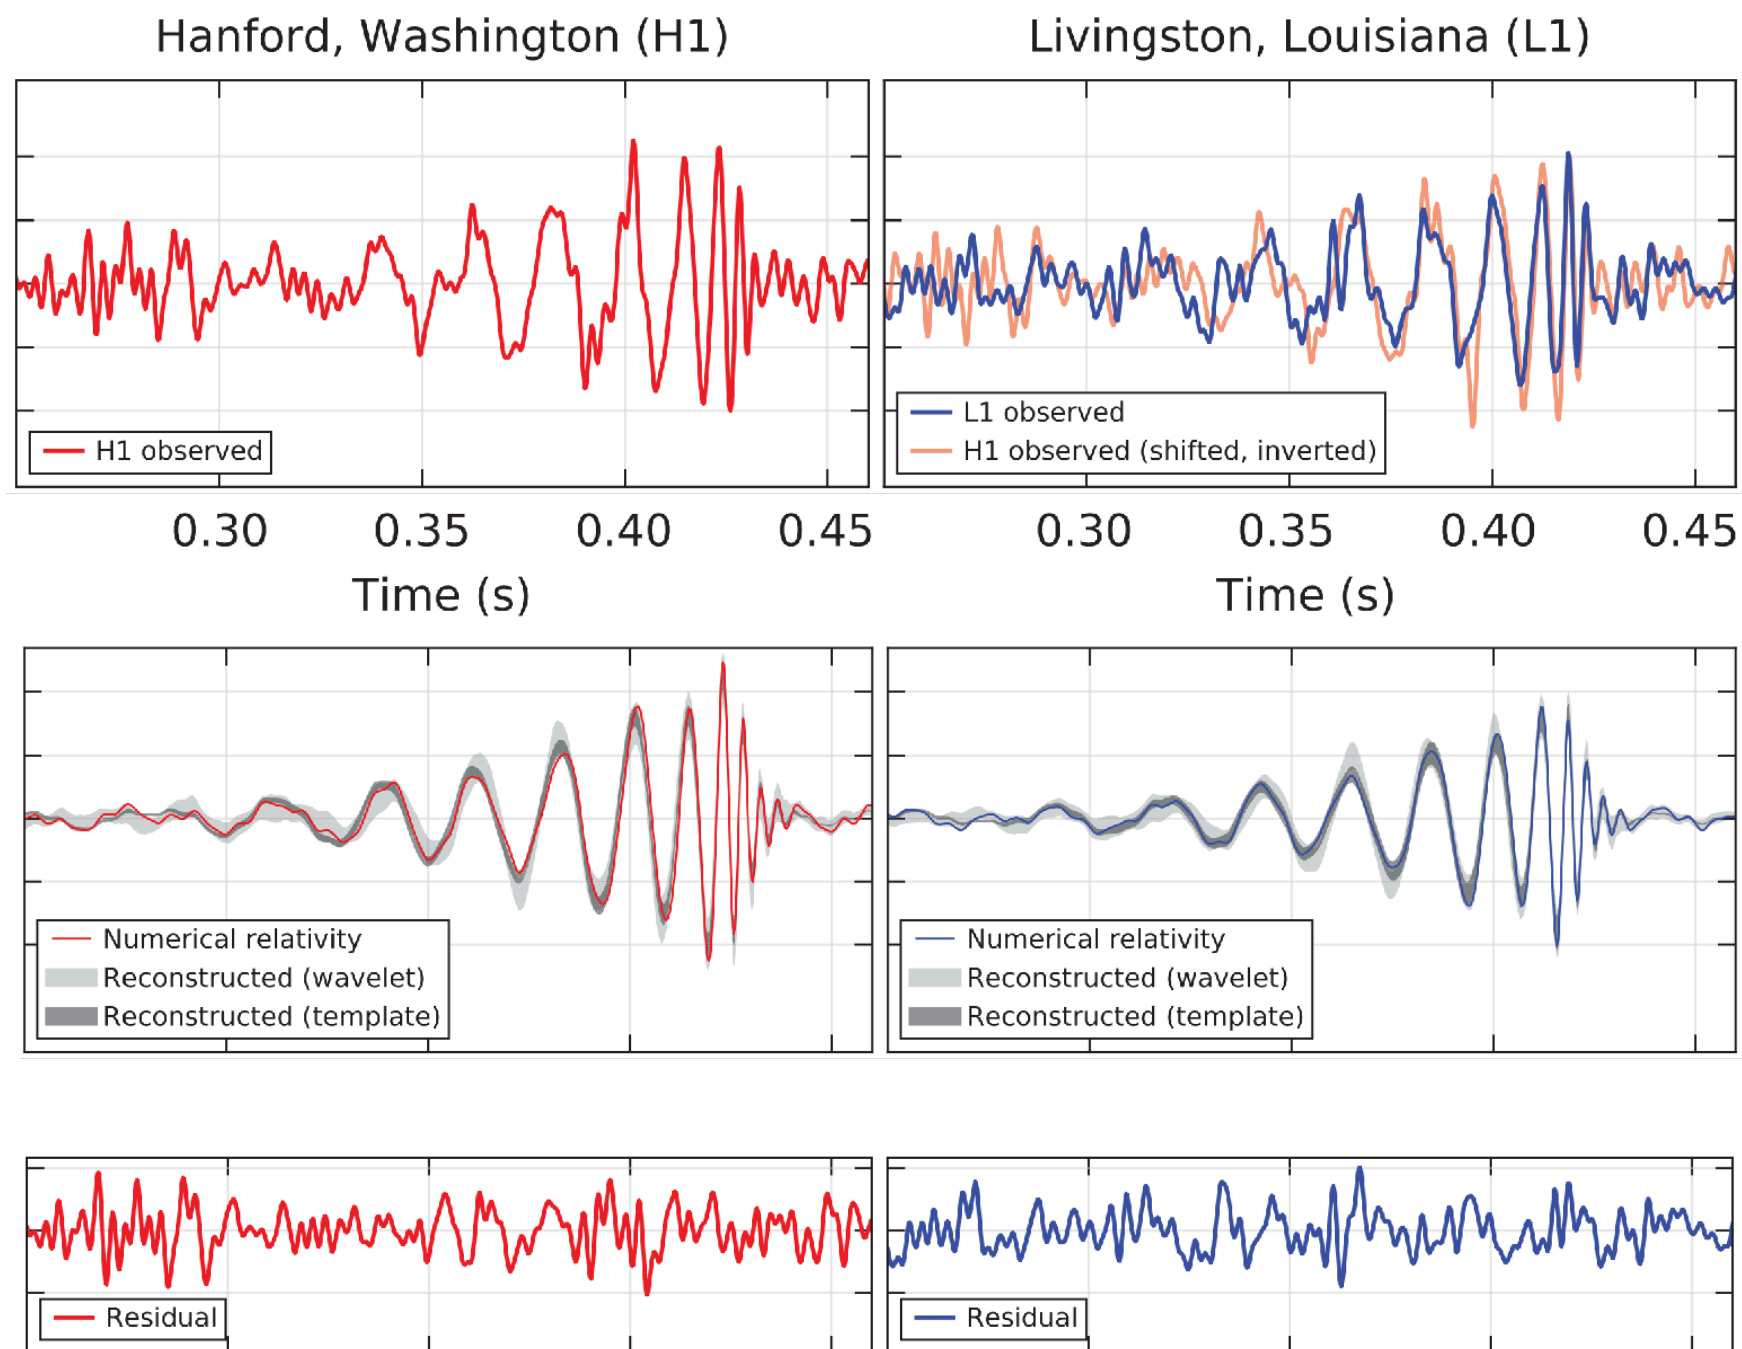 Hanford, Washington (H1)
Livingston, Louisiana (L1)
H1 observed
L1 observed
H1 observed (shifted, inverted)
0.30 0.35 0.40 0.45
0.30 0.35 0.40 0.45
Time (s)
Time (s)
Numerical relativity
Reconstructed (wavelet)
Reconstructed (template)
Numerical relativity
Reconstructed (wavelet)
Reconstructed (template)
Residual
Residual